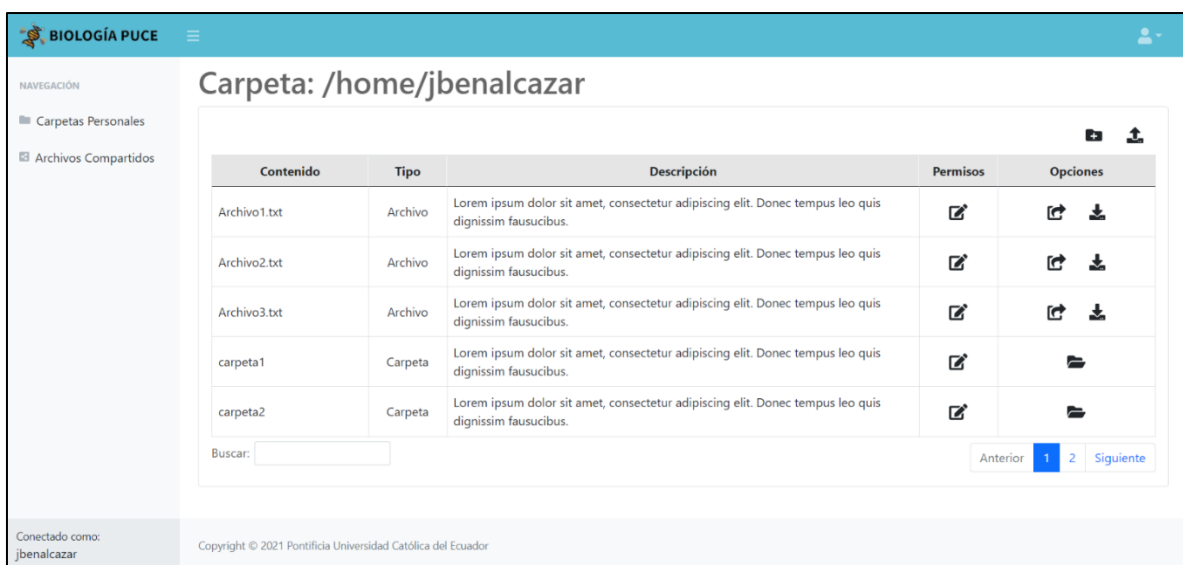 BIOLOGÍA PUCE
NAVEGACIÓN
Carpetas Personales
Archivos Compartidos
Carpeta: /home/jbenalcazar
Contenido Tipo Descripción Permisos Opciones
Archivo1.txt Archivo Lorem ipsum dolor sit amet, consectetur adipiscing elit. Donec tempus leo quis
dignissim fausucibus.
Archivo2.txt Archivo Lorem ipsum dolor sit amet, consectetur adipiscing elit. Donec tempus leo quis
dignissim fausucibus.
Archivo3.txt Archivo Lorem ipsum dolor sit amet, consectetur adipiscing elit. Donec tempus leo quis
dignissim fausucibus.
carpeta1 Carpeta Lorem ipsum dolor sit amet, consectetur adipiscing elit. Donec tempus leo quis
dignissim fausucibus.
carpeta2 Carpeta Lorem ipsum dolor sit amet, consectetur adipiscing elit. Donec tempus leo quis
dignissim fausucibus.
Buscar: Anterior 1 2 Siguiente
Conectado como:
jbenalcazar
Copyright © 2021 Pontificia Universidad Católica del Ecuador